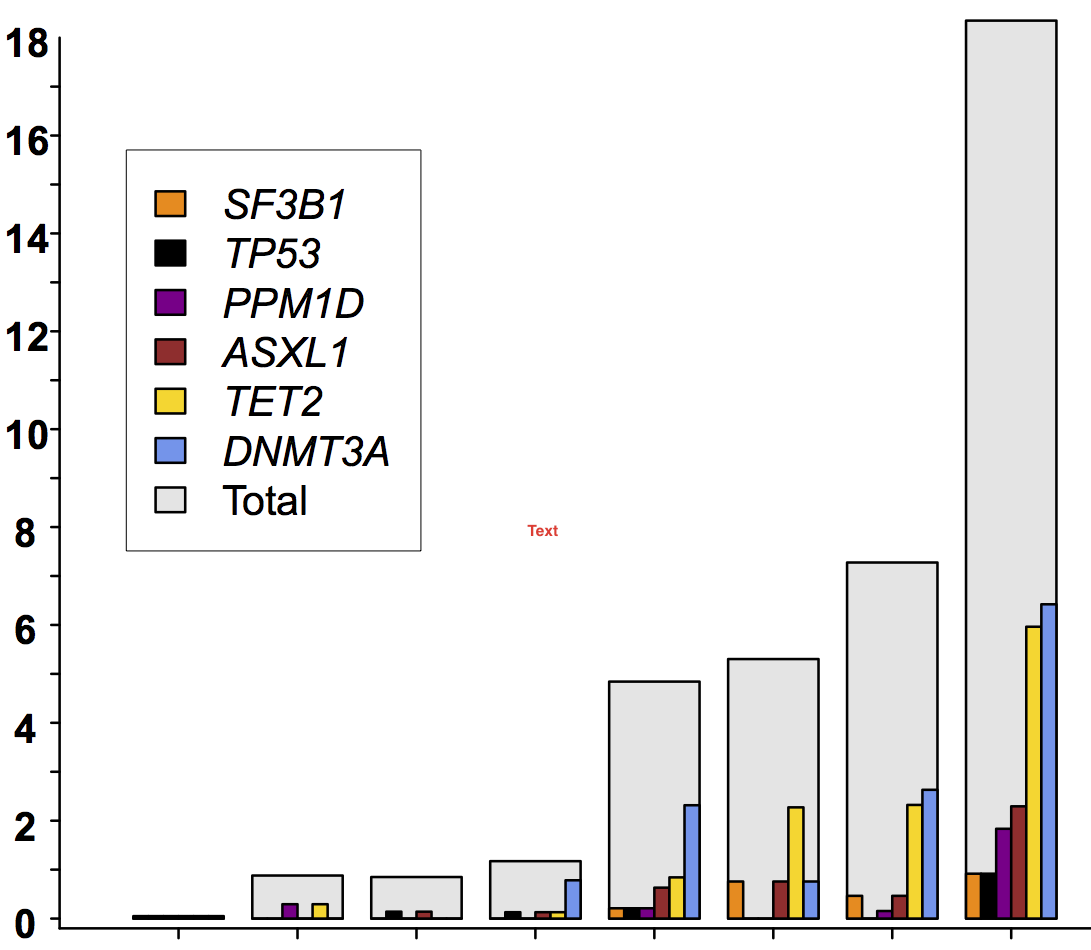 18
16
14
12
10
8
6
4
2
0
SF3B1
TP53
PPM1D
ASXL1
TET2
DNMT3A
Total
Text